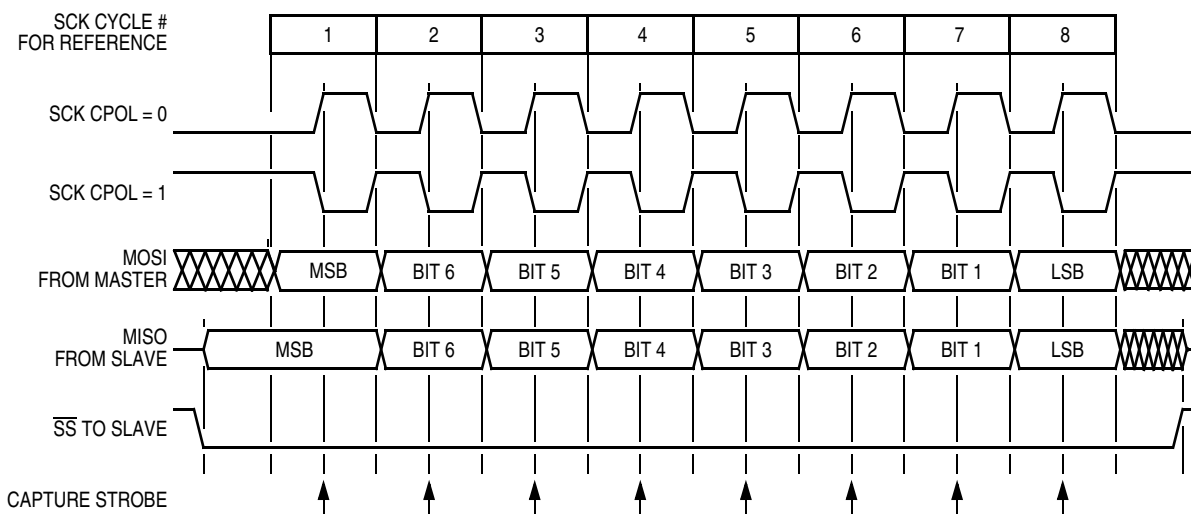 SCK CYCLE #
FOR REFERENCE
1 2 3 4 5 6 7 8
SCK CPOL = 0
SCK CPOL = 1
MOSI
FROM MASTER
MSB BIT 6 BIT 5 BIT 4 BIT 3 BIT 2 BIT 1 LSB
MISO
FROM SLAVE
MSB BIT 6 BIT 5 BIT 4 BIT 3 BIT 2 BIT 1 LSB
S̅S̅ TO SLAVE
CAPTURE STROBE